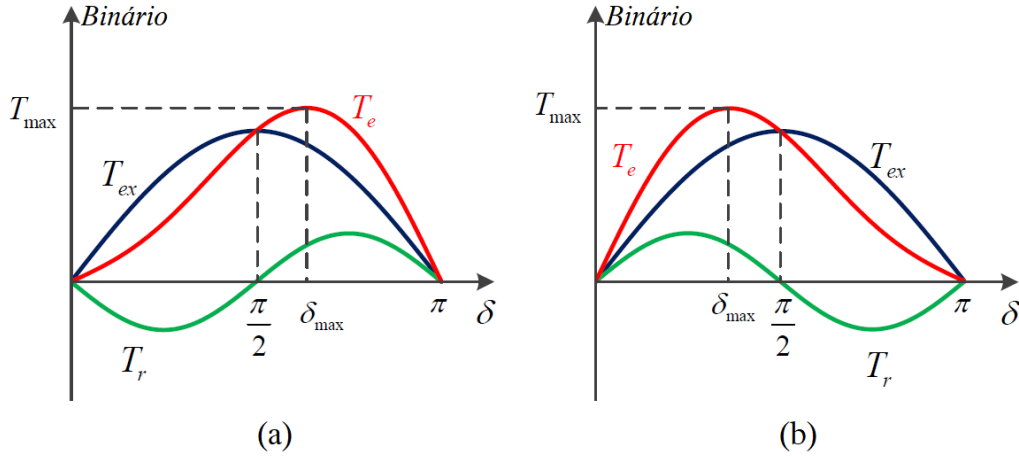 Binário
T_max
T_e
T_ex
T_r
π/2
δ_max
π
δ
(a)
Binário
T_max
T_e
T_ex
δ_max
π/2
π
δ
T_r
(b)